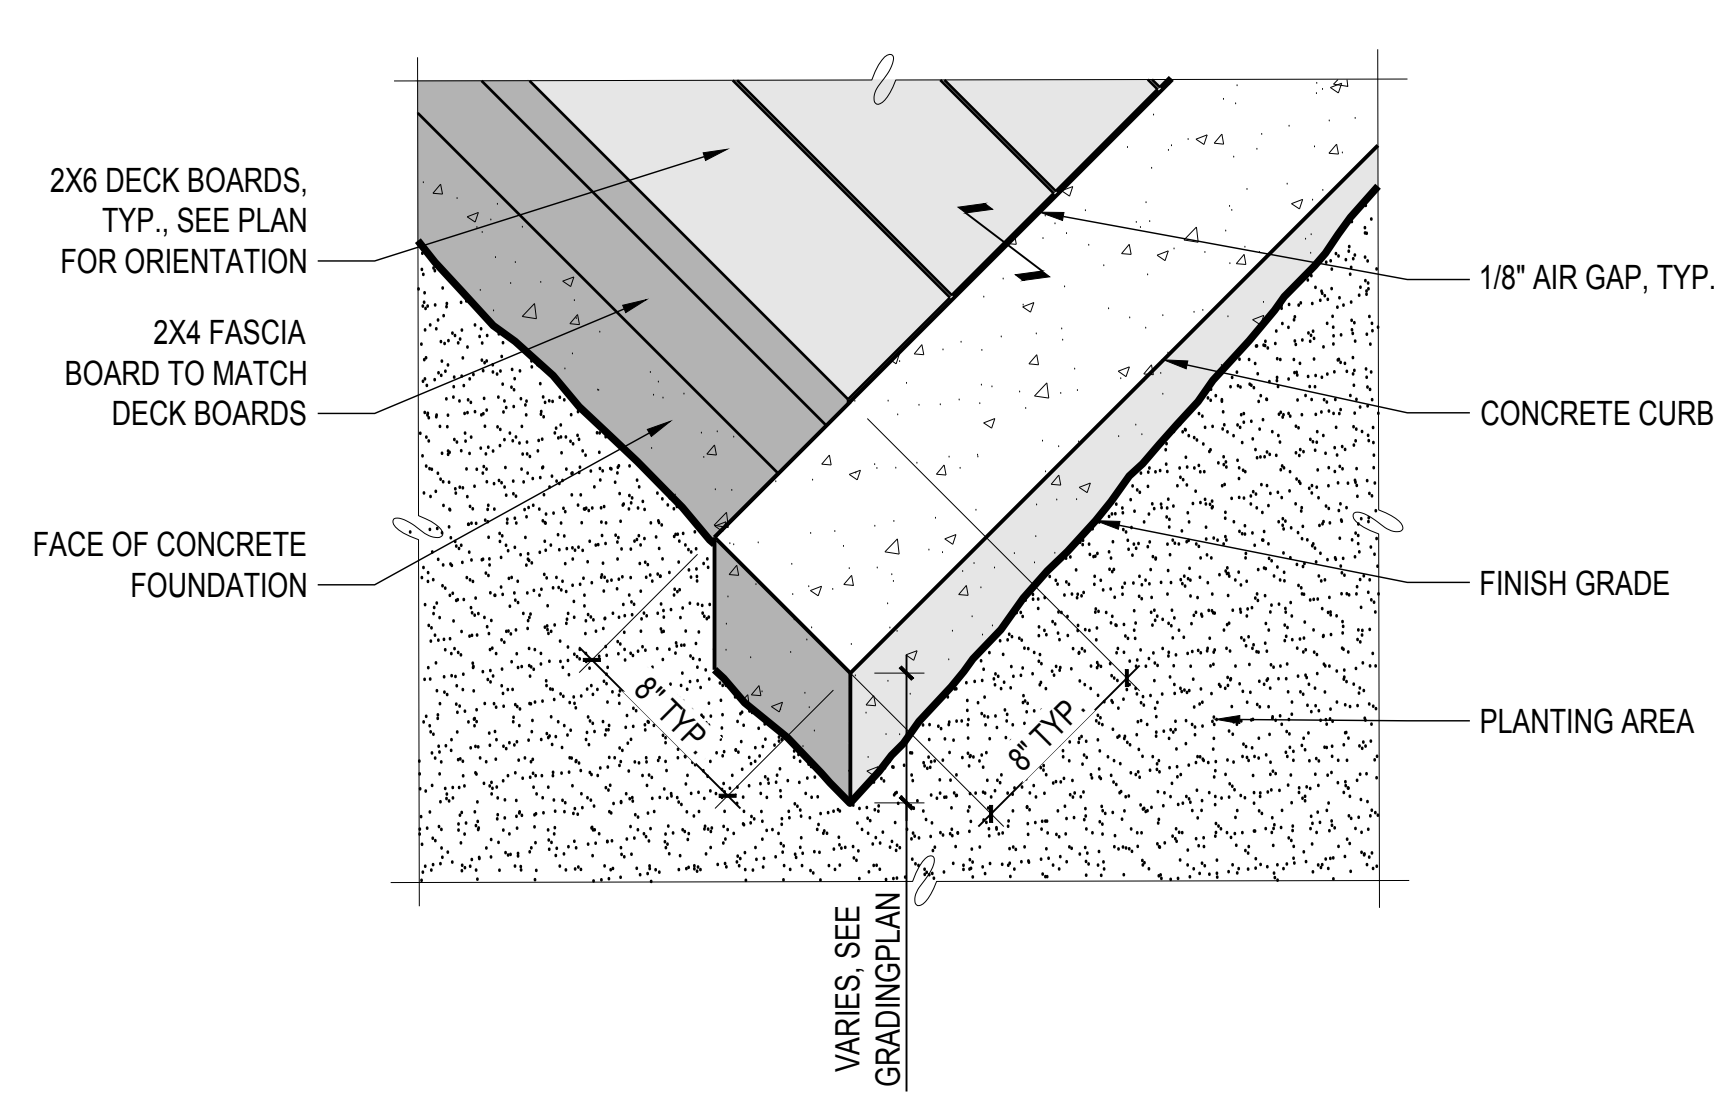 2X6 DECK BOARDS,
TYP., SEE PLAN
FOR ORIENTATION
2X4 FASCIA
BOARD TO MATCH
DECK BOARDS
FACE OF CONCRETE
FOUNDATION
1/8" AIR GAP, TYP.
CONCRETE CURB
FINISH GRADE
PLANTING AREA
8" TYP
8" TYP
VARIES, SEE
GRADINGPLAN